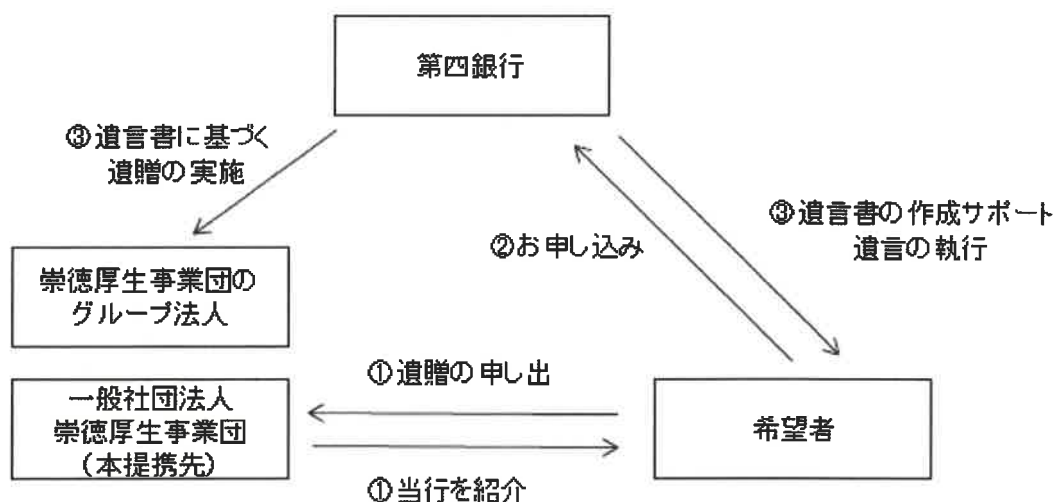 第四銀行
③遺言書に基づく
遺贈の実施
③遺言書の作成サポート
遺言の執行
②お申し込み
崇徳厚生事業団の
グループ法人
①遺贈の申し出
一般社団法人
崇徳厚生事業団
（本提携先）
希望者
①当行を紹介